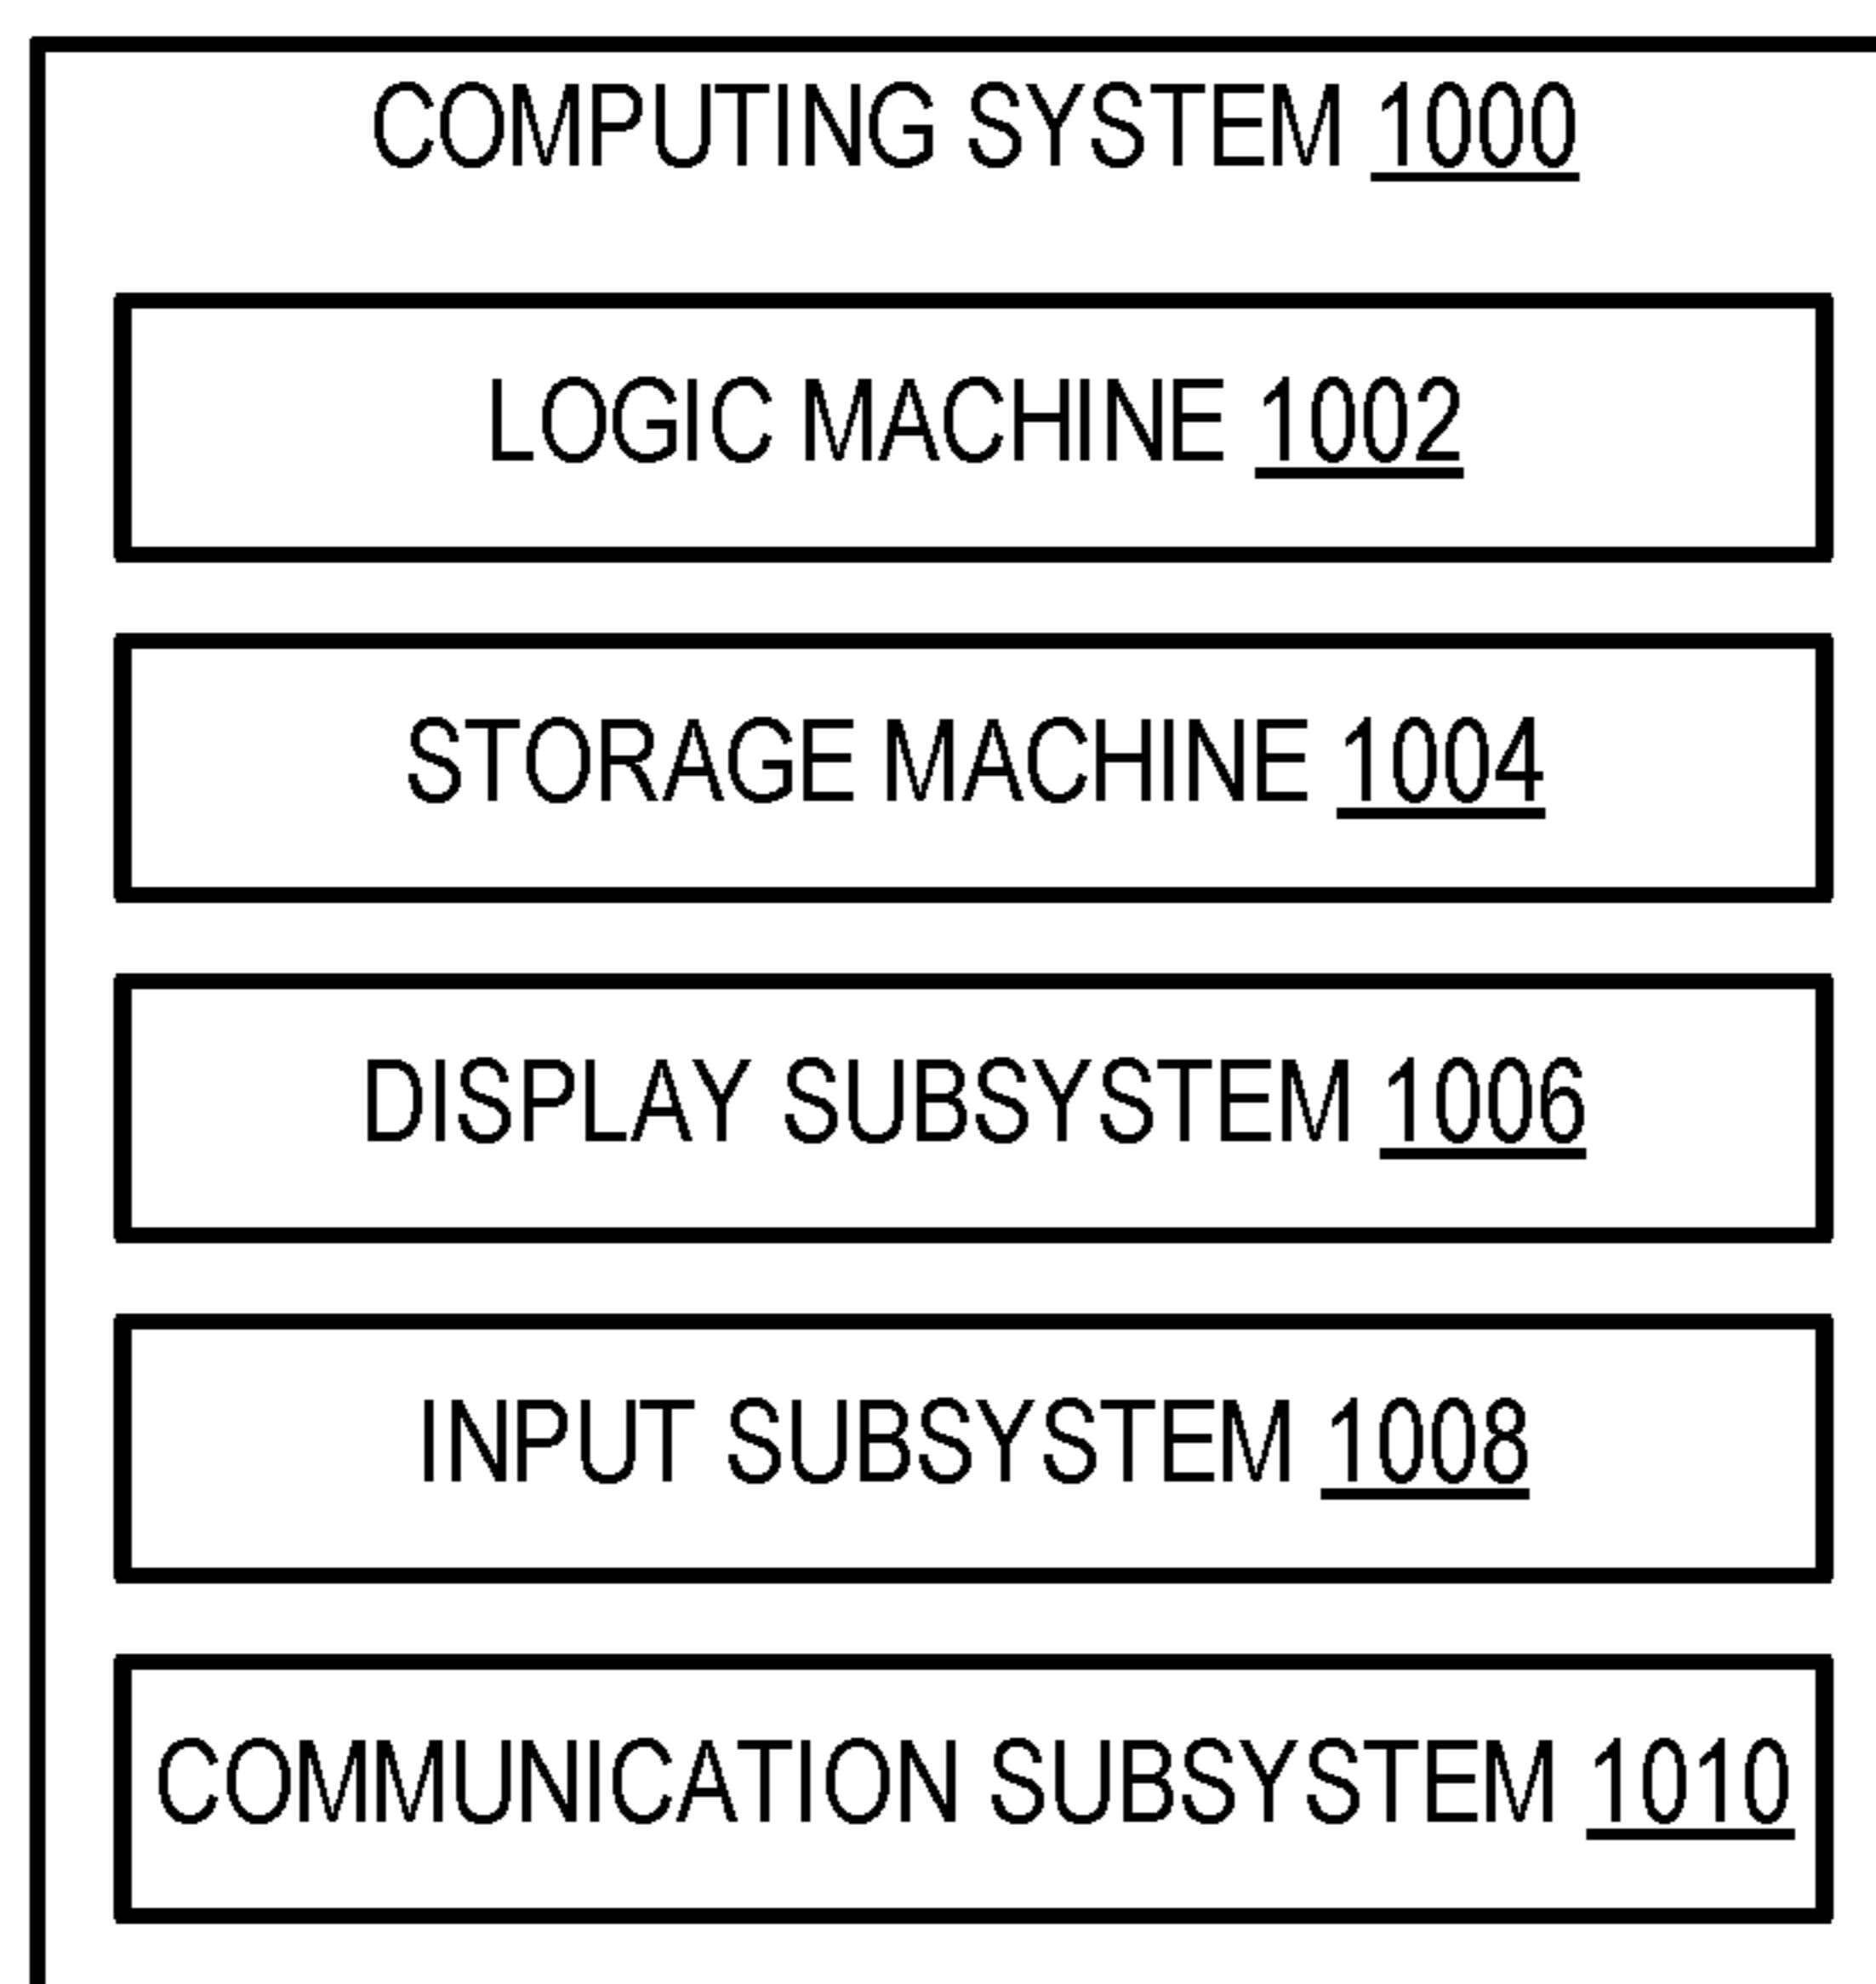 COMPUTING SYSTEM 1000
LOGIC MACHINE 1002
STORAGE MACHINE 1004
DISPLAY SUBSYSTEM 1006
INPUT SUBSYSTEM 1008
COMMUNICATION SUBSYSTEM 1010